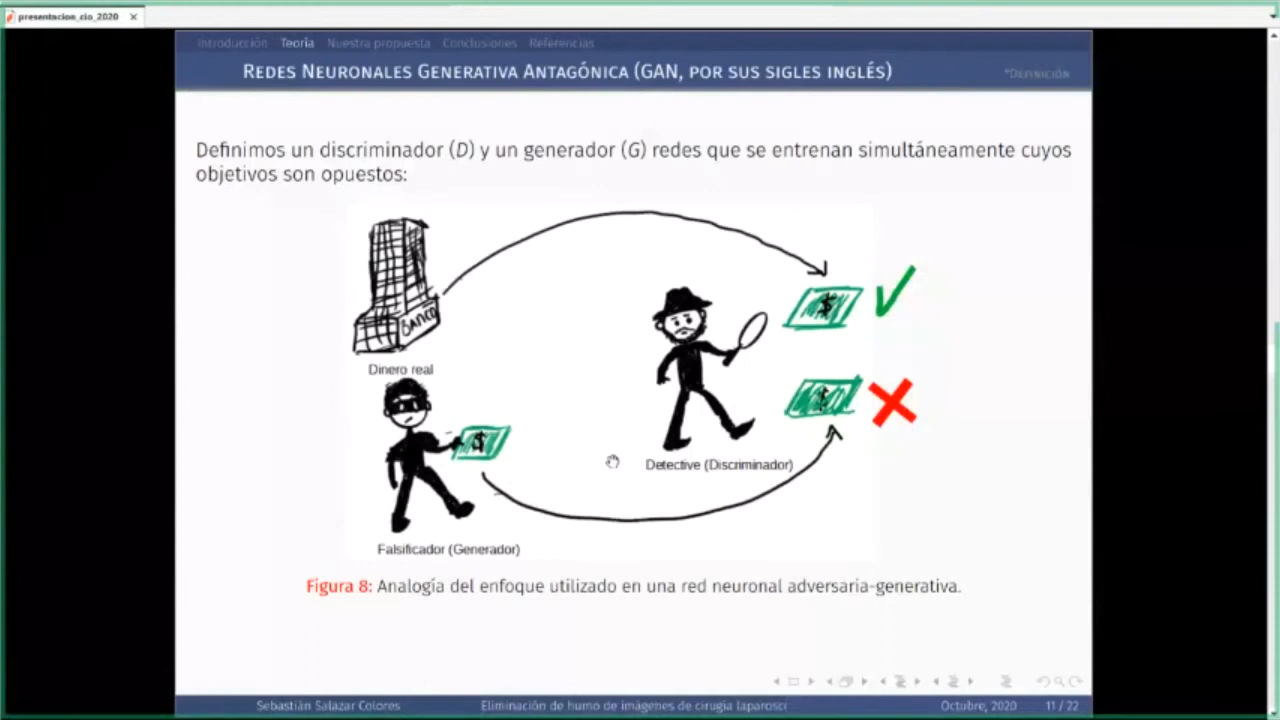 presentacion_cio_2020
Introducción Teoría Nuestra propuesta Conclusiones Referencias
Redes Neuronales Generativa Antagónica (GAN, por sus sigles inglés)
*Definición
Definimos un discriminador (D) y un generador (G) redes que se entrenan simultáneamente cuyos
objetivos son opuestos:
BANCO
$
$
$
Dinero real
Detective (Discriminador)
Falsificador (Generador)
Figura 8: Analogía del enfoque utilizado en una red neuronal adversaria-generativa.
Sebastián Salazar Colores Eliminación de humo de imágenes de cirugía laparosci Octubre, 2020 11 / 22